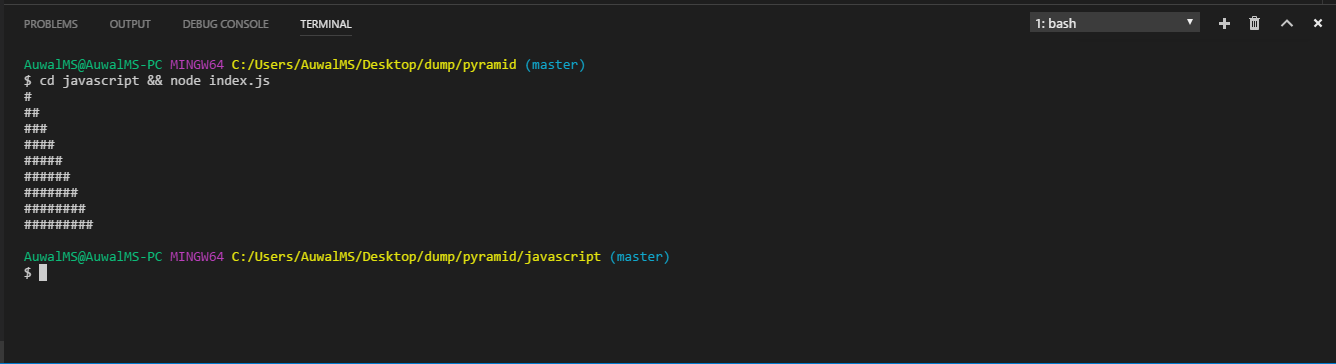 PROBLEMS OUTPUT DEBUG CONSOLE TERMINAL 1: bash
AuwalMS@AuwalMS-PC MINGW64 C:/Users/AuwalMS/Desktop/dump/pyramid (master)
$ cd javascript && node index.js
#
##
###
####
#####
######
#######
########
#########
AuwalMS@AuwalMS-PC MINGW64 C:/Users/AuwalMS/Desktop/dump/pyramid/javascript (master)
$